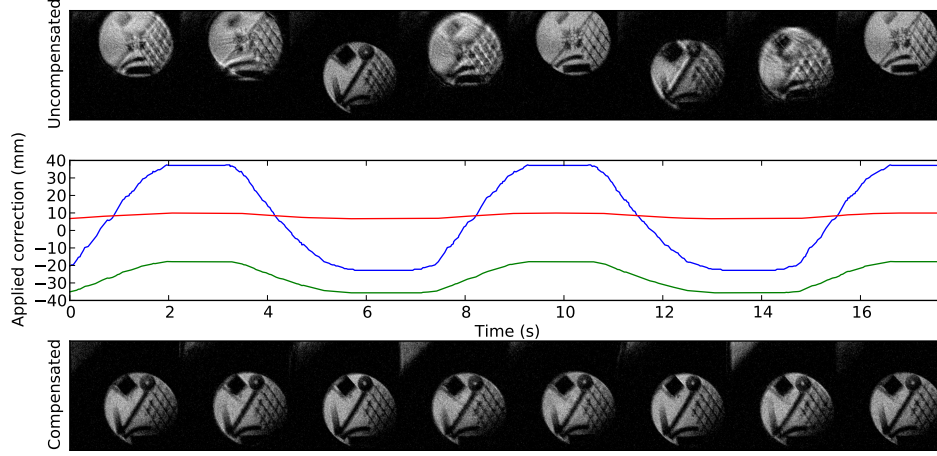 Uncompensated
Applied correction (mm)
40
30
20
10
0
−10
−20
−30
−40
0 2 4 6 8 10 12 14 16
Time (s)
Compensated